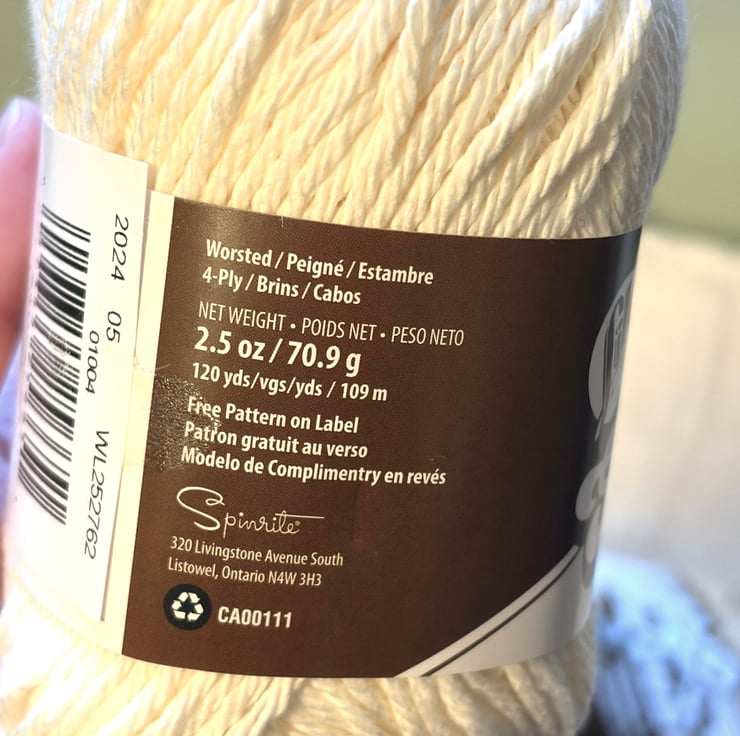 2024 05
01004 WL252762
Worsted / Peigné / Estambre
4-Ply / Brins / Cabos
NET WEIGHT • POIDS NET • PESO NETO
2.5 oz / 70.9 g
120 yds/vgs/yds / 109 m
Free Pattern on Label
Patron gratuit au verso
Modelo de Complimentry en revés
Spinrite
320 Livingstone Avenue South
Listowel, Ontario N4W 3H3
CA00111